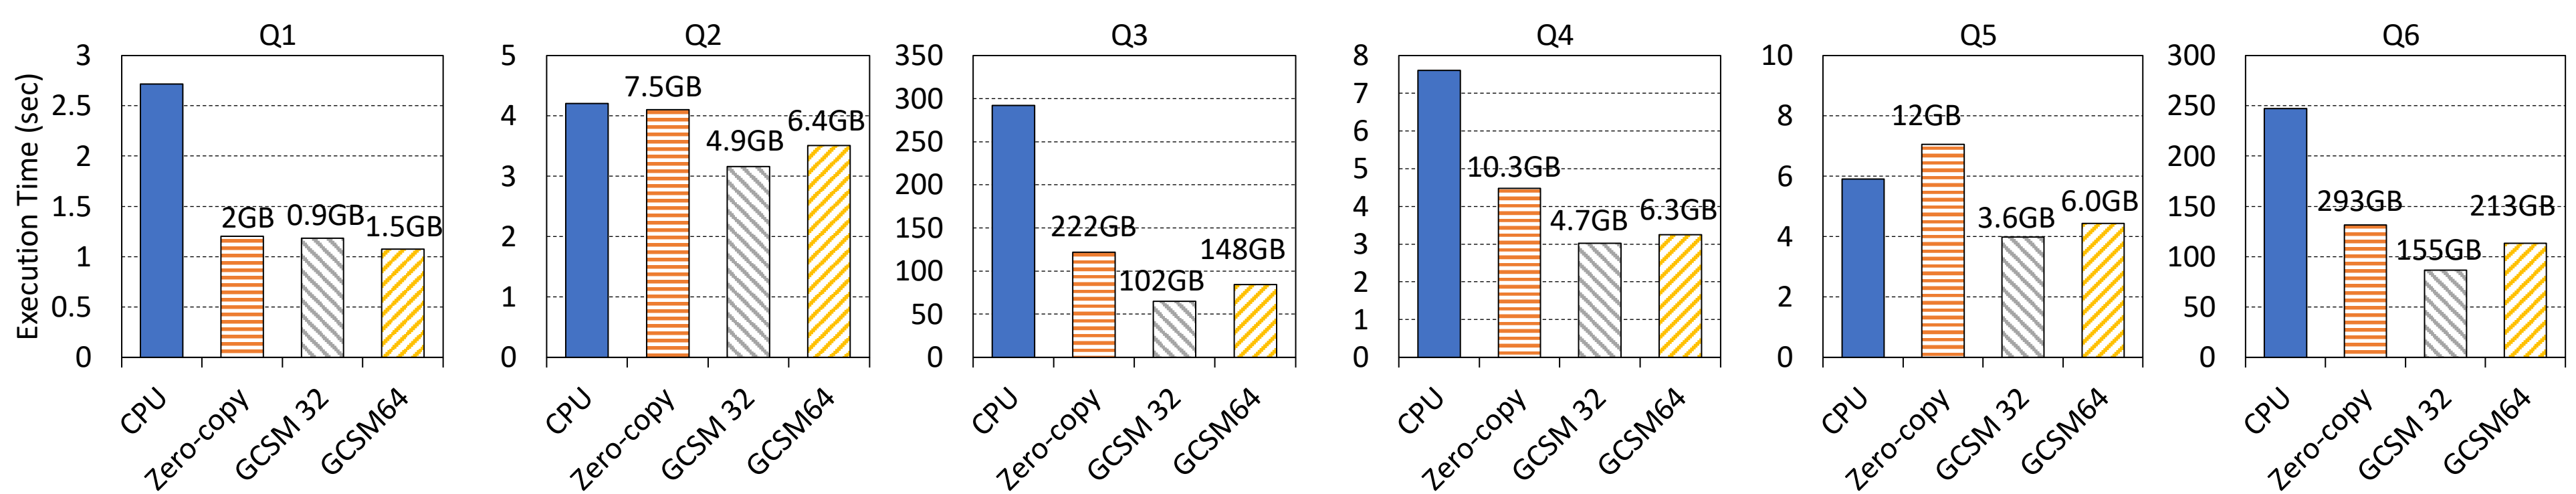 Execution Time (sec)
Q1
3
2.5
2
1.5
1
0.5
0
2GB
0.9GB
1.5GB
CPU
Zero-copy
GCSM 32
GCSM64
Q2
5
4
3
2
1
0
7.5GB
4.9GB
6.4GB
CPU
Zero-copy
GCSM 32
GCSM64
Q3
350
300
250
200
150
100
50
0
222GB
102GB
148GB
CPU
Zero-copy
GCSM 32
GCSM64
Q4
8
7
6
5
4
3
2
1
0
10.3GB
4.7GB
6.3GB
CPU
Zero-copy
GCSM 32
GCSM64
Q5
10
8
6
4
2
0
12GB
3.6GB
6.0GB
CPU
Zero-copy
GCSM 32
GCSM64
Q6
300
250
200
150
100
50
0
293GB
155GB
213GB
CPU
Zero-copy
GCSM 32
GCSM64